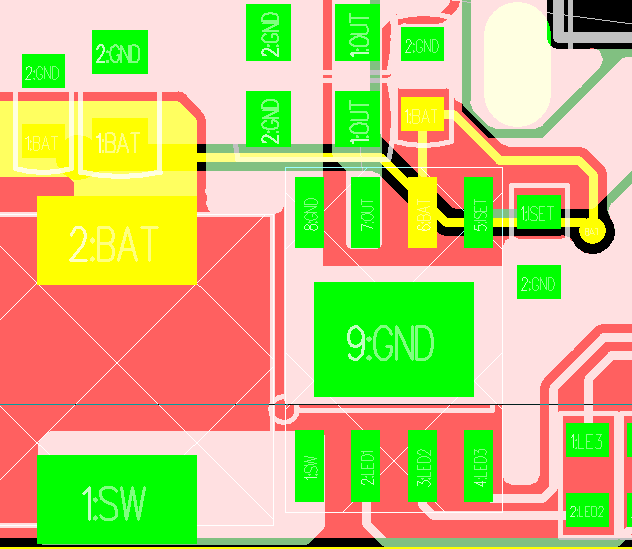 2:GND
1:OUT
2:GND
2:GND
2:GND
2:GND
1:OUT
1:BAT
1:BAT
1:BAT
8:GND
7:OUT
5:ISET
1:ISET
2:BAT
2:GND
9:GND
1:SW
2:LED1
3:LED2
4:LED3
1:LE3
1:SW
2:LED2